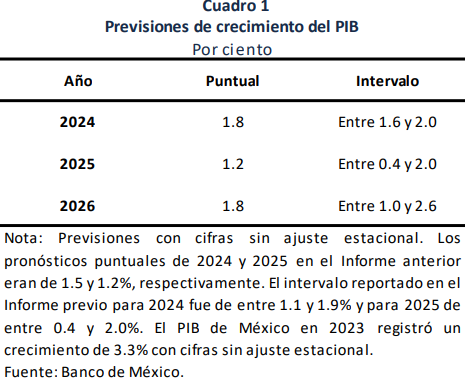 Cuadro 1
Previsiones de crecimiento del PIB
Por ciento
Año Puntual Intervalo
2024 1.8 Entre 1.6 y 2.0
2025 1.2 Entre 0.4 y 2.0
2026 1.8 Entre 1.0 y 2.6
Nota: Previsiones con cifras sin ajuste estacional. Los
pronósticos puntuales de 2024 y 2025 en el Informe anterior
eran de 1.5 y 1.2%, respectivamente. El intervalo reportado en el
Informe previo para 2024 fue de entre 1.1 y 1.9% y para 2025 de
entre 0.4 y 2.0%. El PIB de México en 2023 registró un
crecimiento de 3.3% con cifras sin ajuste estacional.
Fuente: Banco de México.